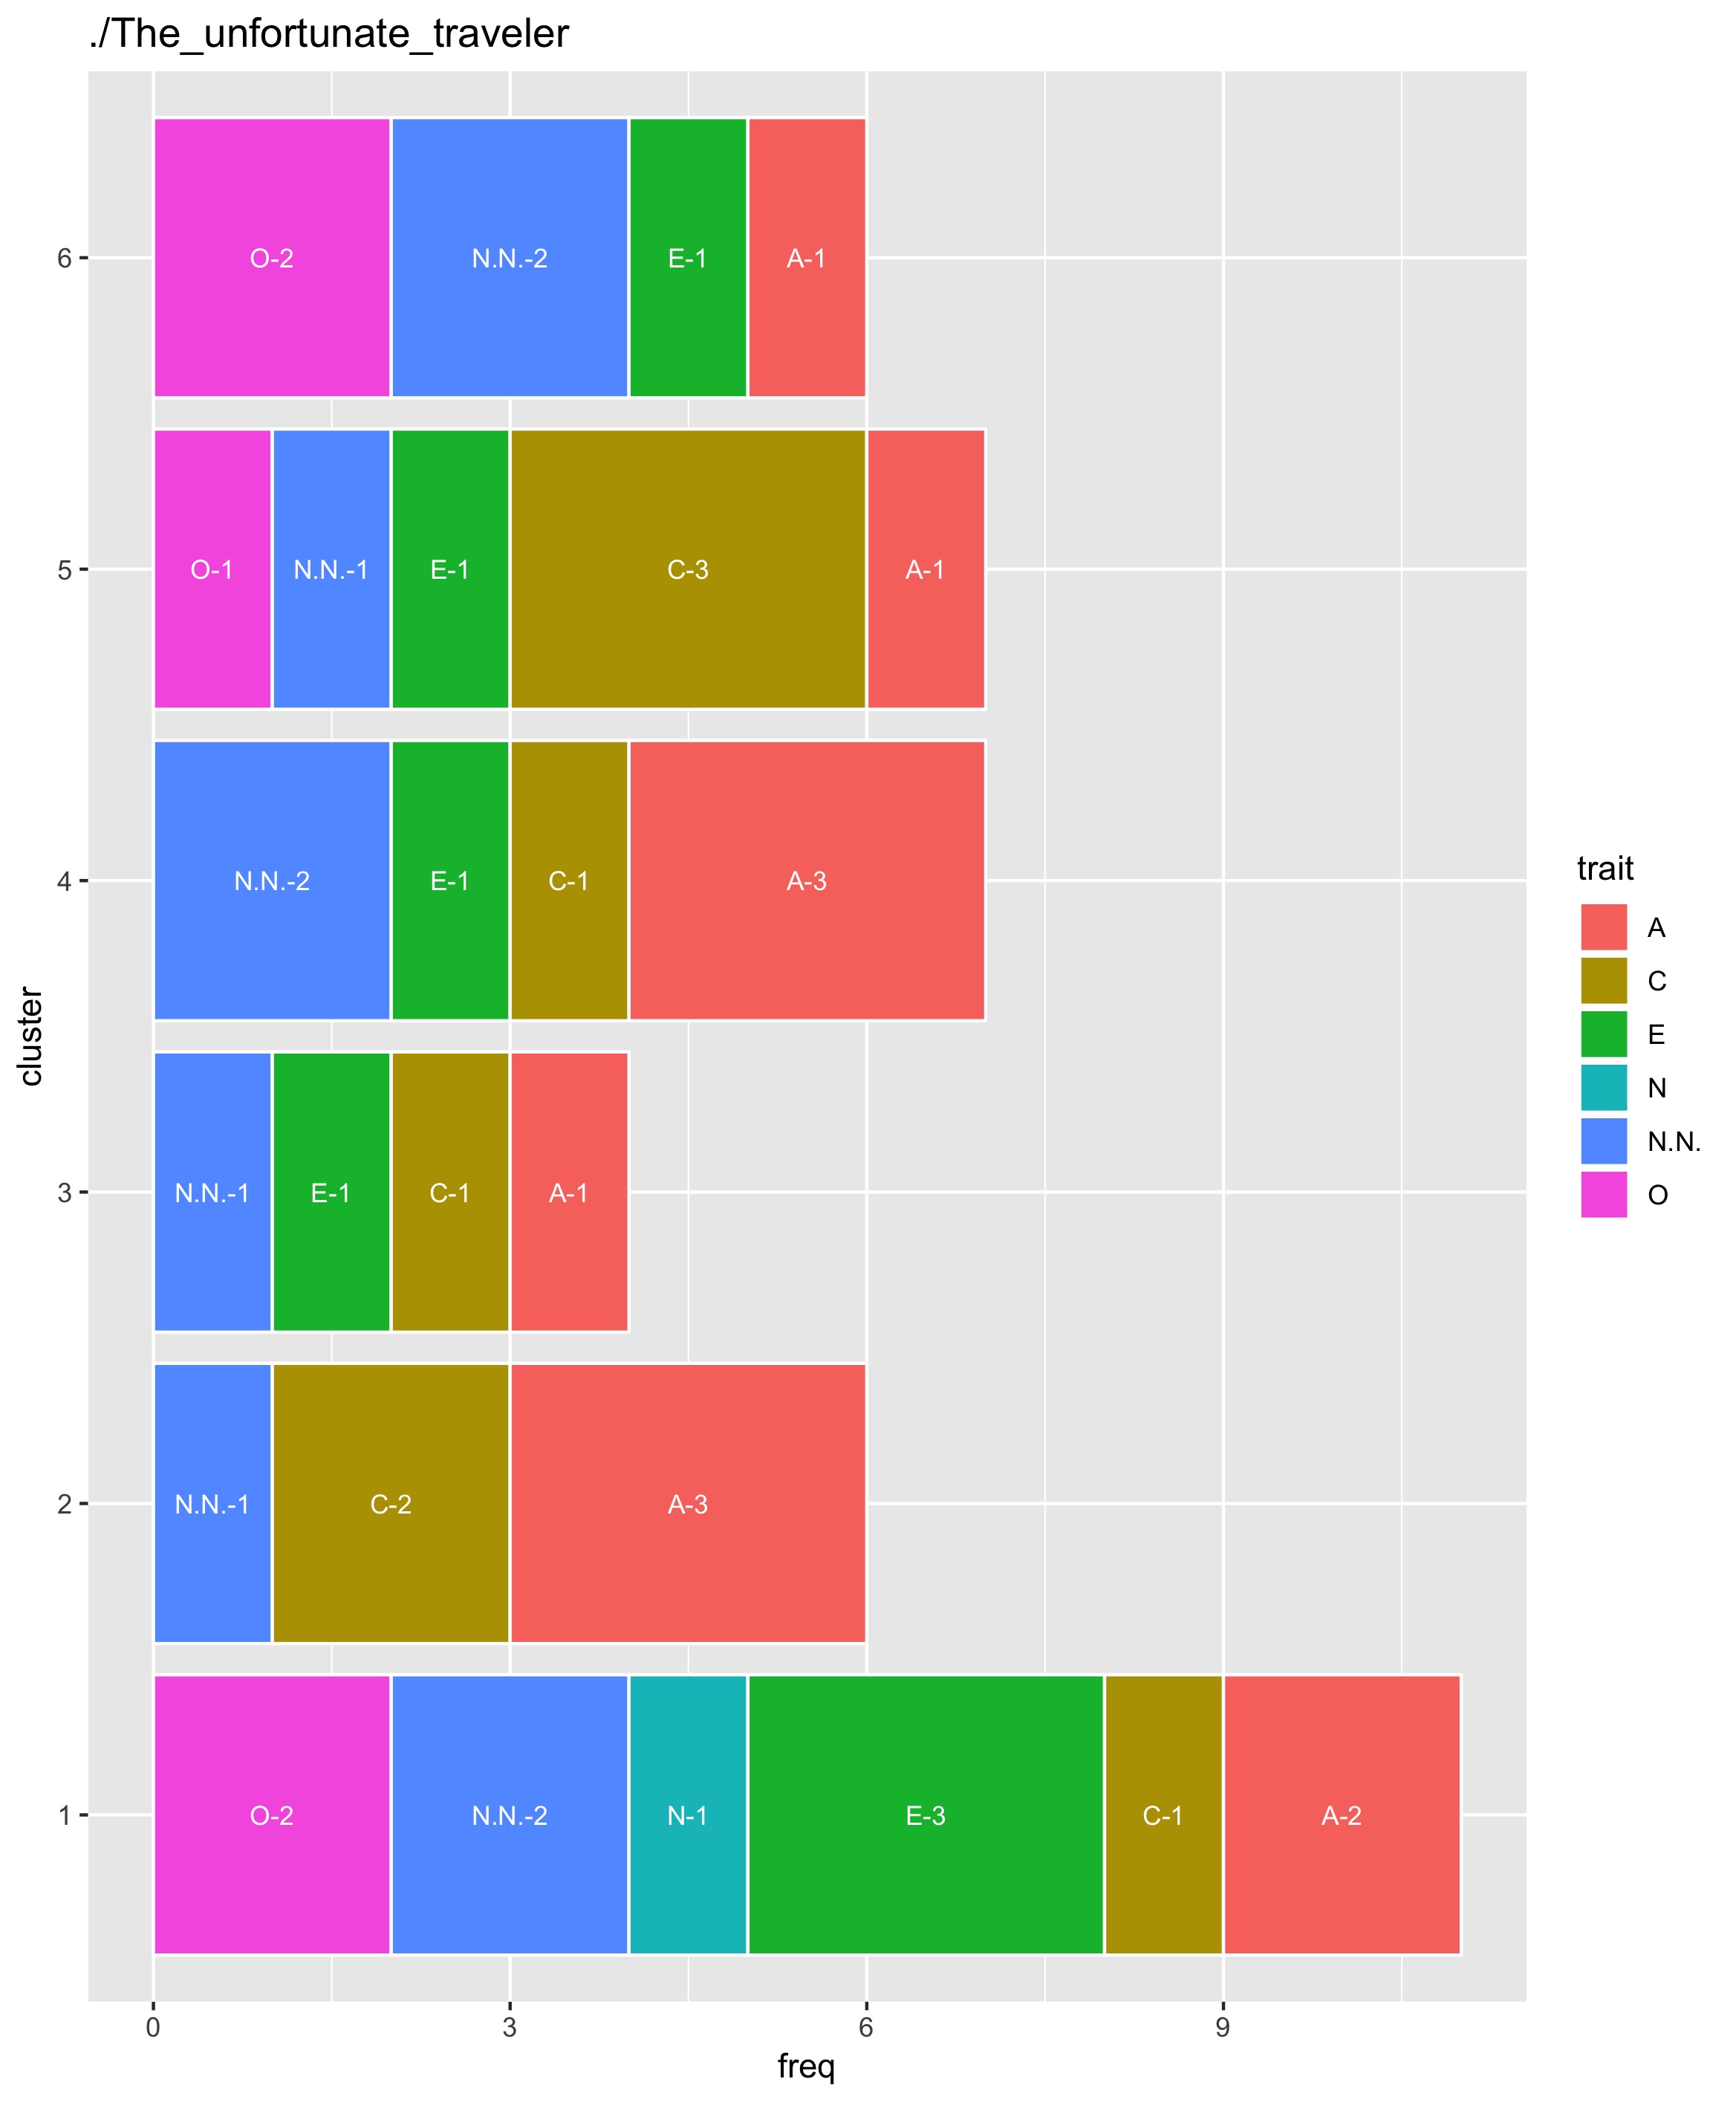 ./The_unfortunate_traveler
6
O-2 N.N.-2 E-1 A-1
5
O-1 N.N.-1 E-1 C-3 A-1
4
N.N.-2 E-1 C-1 A-3
3
N.N.-1 E-1 C-1 A-1
2
N.N.-1 C-2 A-3
1
O-2 N.N.-2 N-1 E-3 C-1 A-2
cluster
0 3 6 9
freq
trait
A
C
E
N
N.N.
O